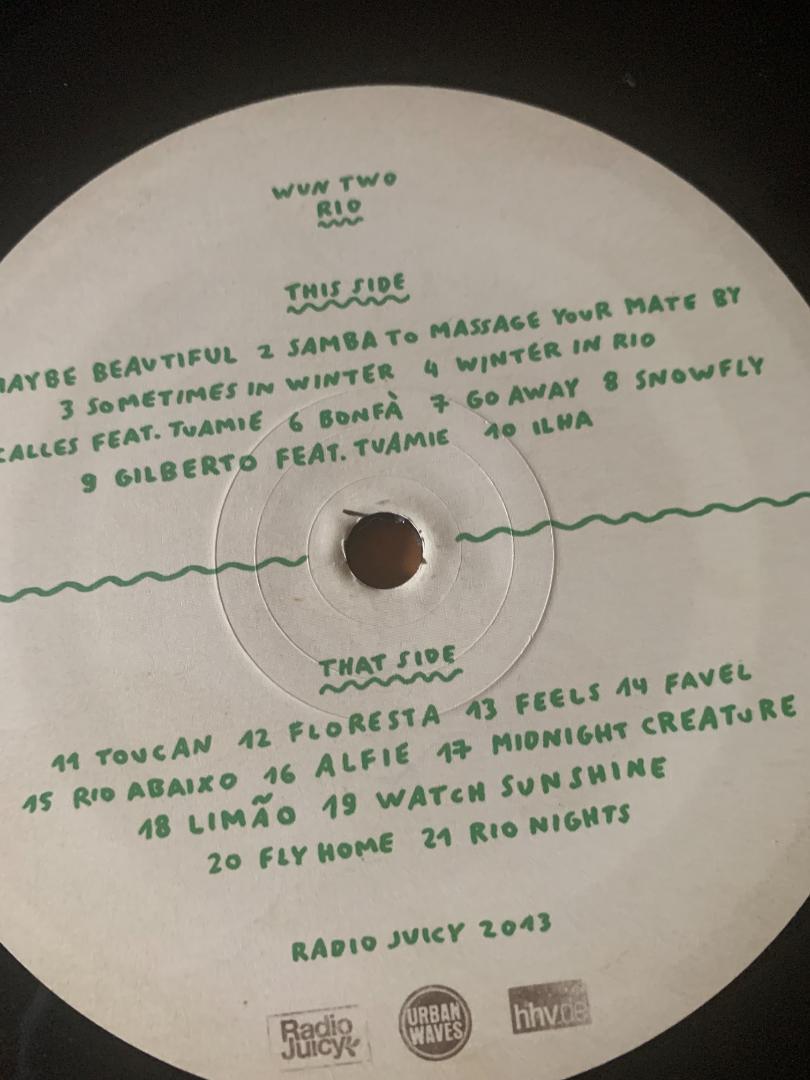 WUN TWO
RIO
THIS SIDE
AYBE BEAUTIFUL 2 SAMBA TO MASSAGE YOUR MATE BY
3 SOMETIMES IN WINTER 4 WINTER IN RIO
CALLES FEAT. TUAMIE 6 BONFÀ 7 GO AWAY 8 SNOWFLY
9 GILBERTO FEAT. TUAMIE 10 ILHA
THAT SIDE
11 TOUCAN 12 FLORESTA 13 FEELS 14 FAVEL
15 RIO ABAIXO 16 ALFIE 17 MIDNIGHT CREATURE
18 LIMÃO 19 WATCH SUNSHINE
20 FLY HOME 21 RIO NIGHTS
RADIO JUICY 2013
Radio
Juicy
URBAN
WAVES
hhv.de